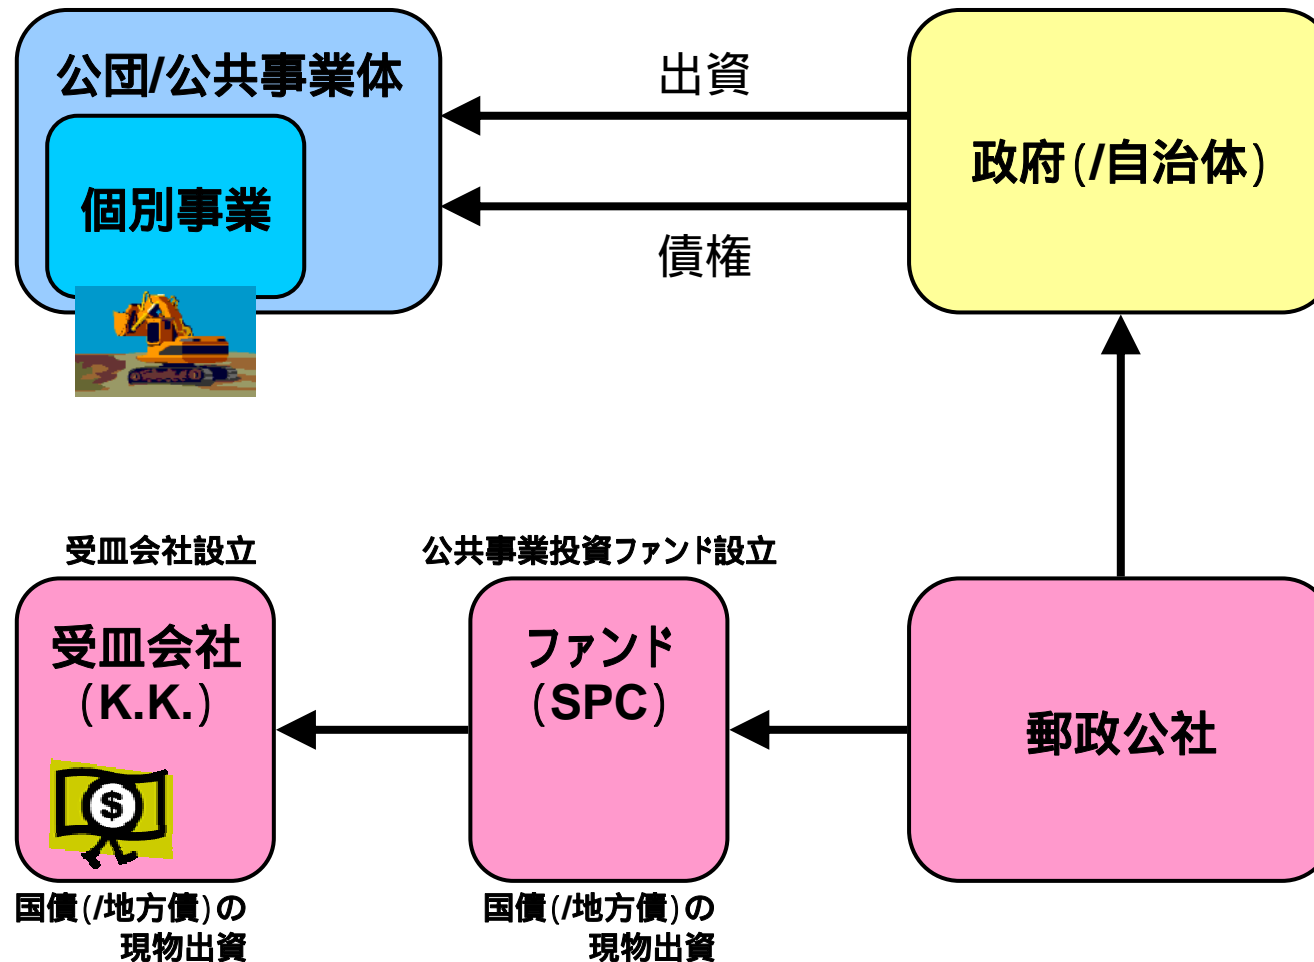 公団/公共事業体
出資
政府(/自治体)
個別事業
債権
受皿会社設立
公共事業投資ファンド設立
受皿会社
(K.K.)
ファンド
(SPC)
郵政公社
$
国債(/地方債)の
現物出資
国債(/地方債)の
現物出資